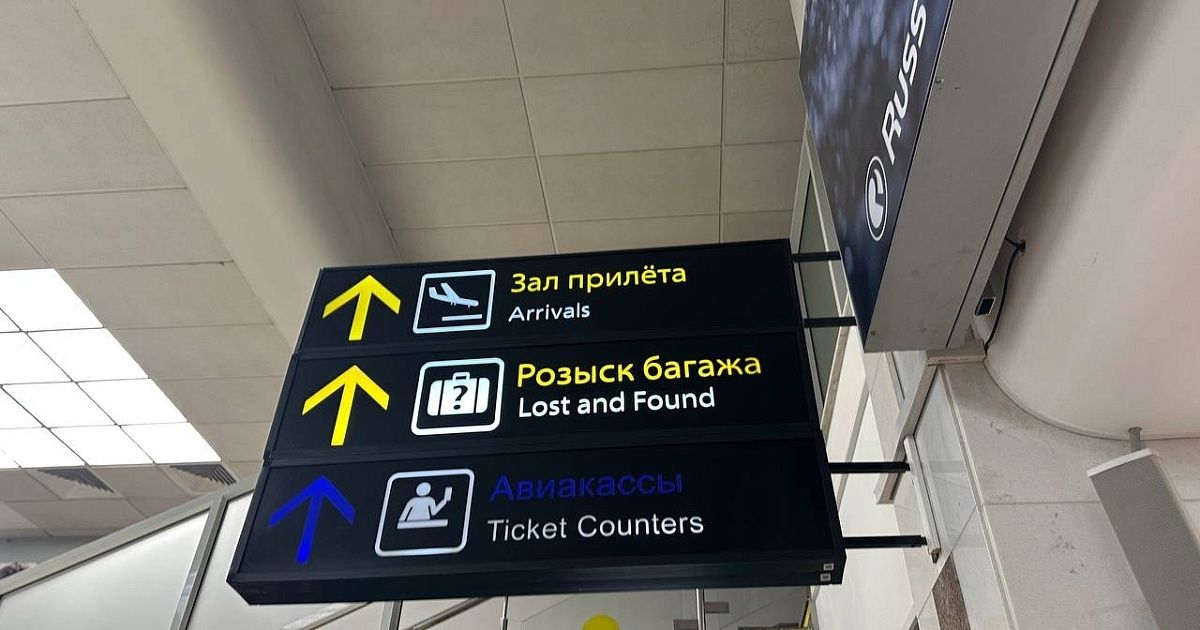 Зал прилёта
Arrivals
Розыск багажа
Lost and Found
Авиакассы
Ticket Counters